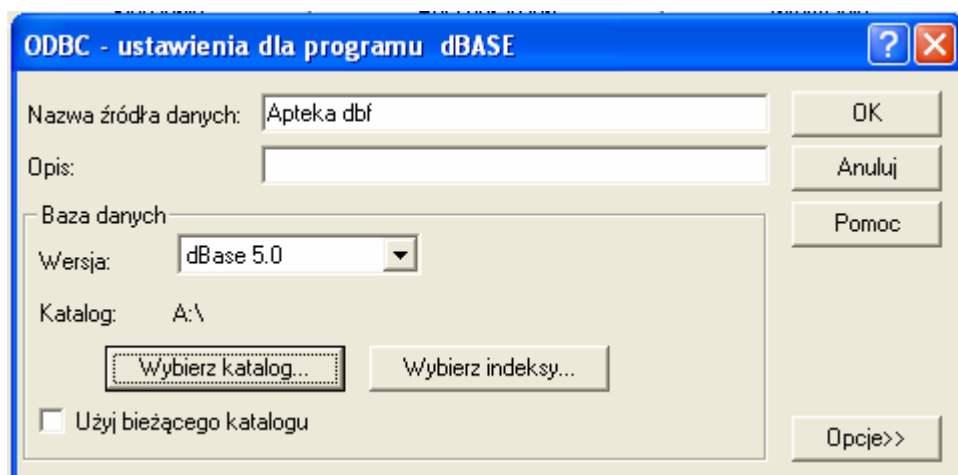 ODBC - ustawienia dla programu dBASE
Nazwa źródła danych: Apteka dbf
OK
Opis:
Anuluj
Baza danych
Pomoc
Wersja: dBase 5.0
Katalog: A:\
Wybierz katalog... Wybierz indeksy...
Użyj bieżącego katalogu
Opcje>>